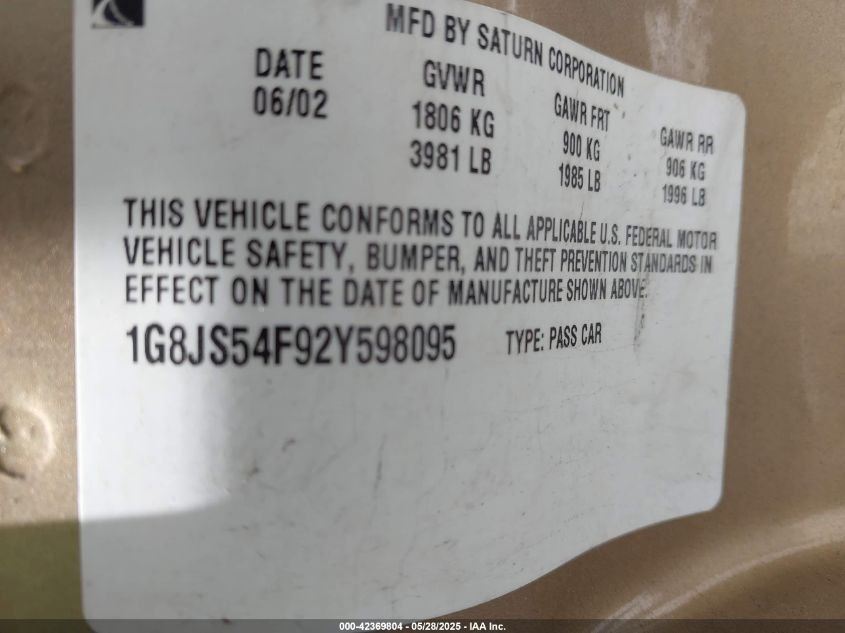 MFD BY SATURN CORPORATION
DATE GVWR GAWR FRT GAWR RR
06/02 1806 KG 900 KG 906 KG
3981 LB 1985 LB 1996 LB
THIS VEHICLE CONFORMS TO ALL APPLICABLE U.S. FEDERAL MOTOR
VEHICLE SAFETY, BUMPER, AND THEFT PREVENTION STANDARDS IN
EFFECT ON THE DATE OF MANUFACTURE SHOWN ABOVE.
1G8JS54F92Y598095 TYPE: PASS CAR
000-42369804 — 05/28/2025 — IAA Inc.